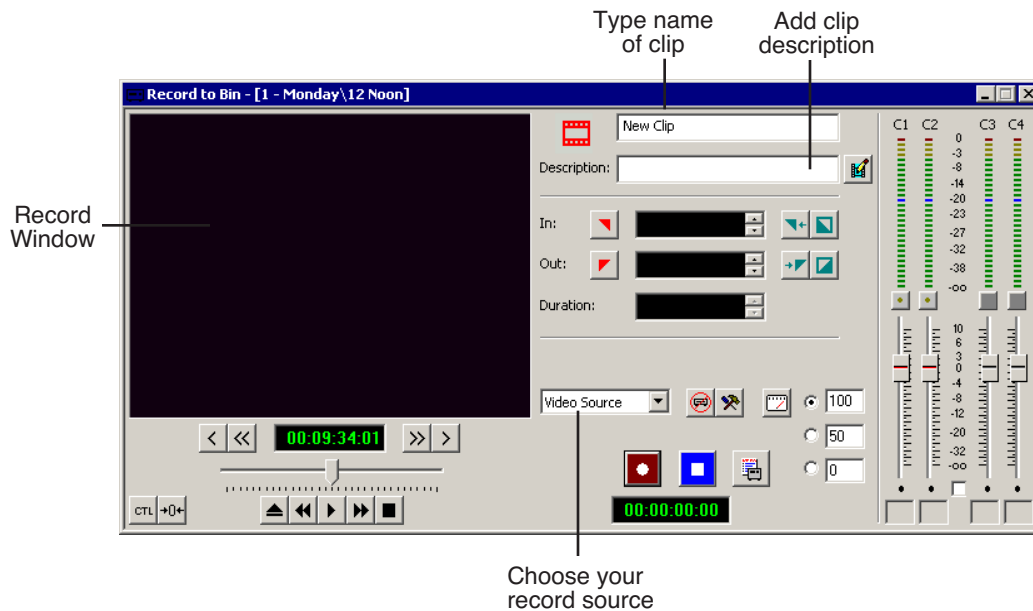 Type name
of clip
Add clip
description
Record to Bin - [1 - Monday\12 Noon]
New Clip
Description:
Record
Window
In:
Out:
Duration:
C1 C2 C3 C4
0
-3
-8
-14
-20
-23
-27
-32
-38
-oo
10
6
3
0
-4
-8
-12
-20
-32
-oo
Video Source
100
50
0
00:09:34:01
CTL →0←
00:00:00:00
Choose your
record source